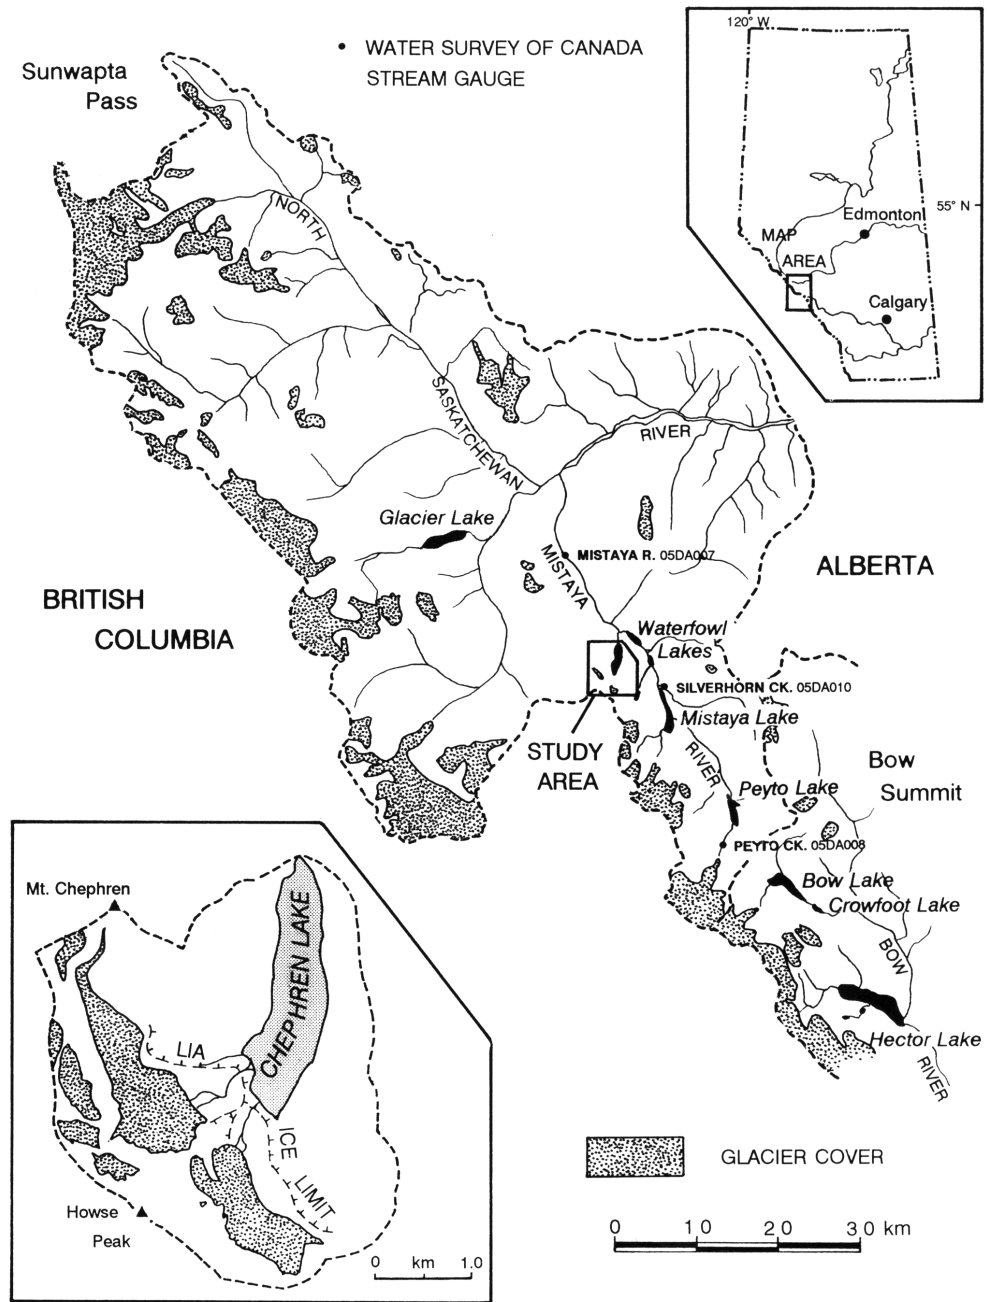 WATER SURVEY OF CANADA
STREAM GAUGE
Sunwapta
Pass
120° W
55° N
Edmonton
MAP
AREA
Calgary
NORTH
SASKATCHEWAN
RIVER
Glacier Lake
MISTAYA R. 05DA007
MISTAYA
ALBERTA
BRITISH
COLUMBIA
Waterfowl
Lakes
SILVERHORN CK. 05DA010
Mistaya Lake
STUDY
AREA
RIVER
Peyto Lake
Bow
Summit
PEYTO CK. 05DA008
Bow Lake
Crowfoot Lake
BOW
Hector Lake
RIVER
Mt. Chephren
CHEPHREN LAKE
LIA
ICE
LIMIT
Howse
Peak
0 km 1.0
GLACIER COVER
0 10 20 30 km